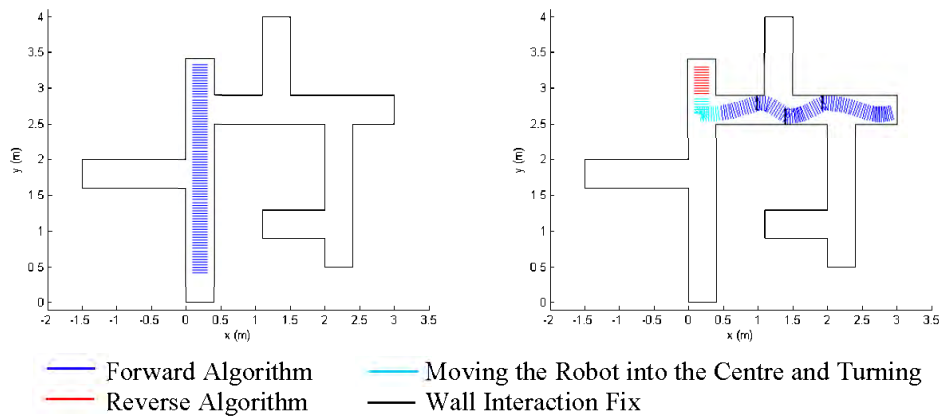 4
3.5
3
2.5
2
1.5
1
0.5
0
y (m)
-2 -1.5 -1 -0.5 0 0.5 1 1.5 2 2.5 3 3.5
x (m)
4
3.5
3
2.5
2
1.5
1
0.5
0
y (m)
-2 -1.5 -1 -0.5 0 0.5 1 1.5 2 2.5 3 3.5
x (m)
Forward Algorithm
Moving the Robot into the Centre and Turning
Reverse Algorithm
Wall Interaction Fix